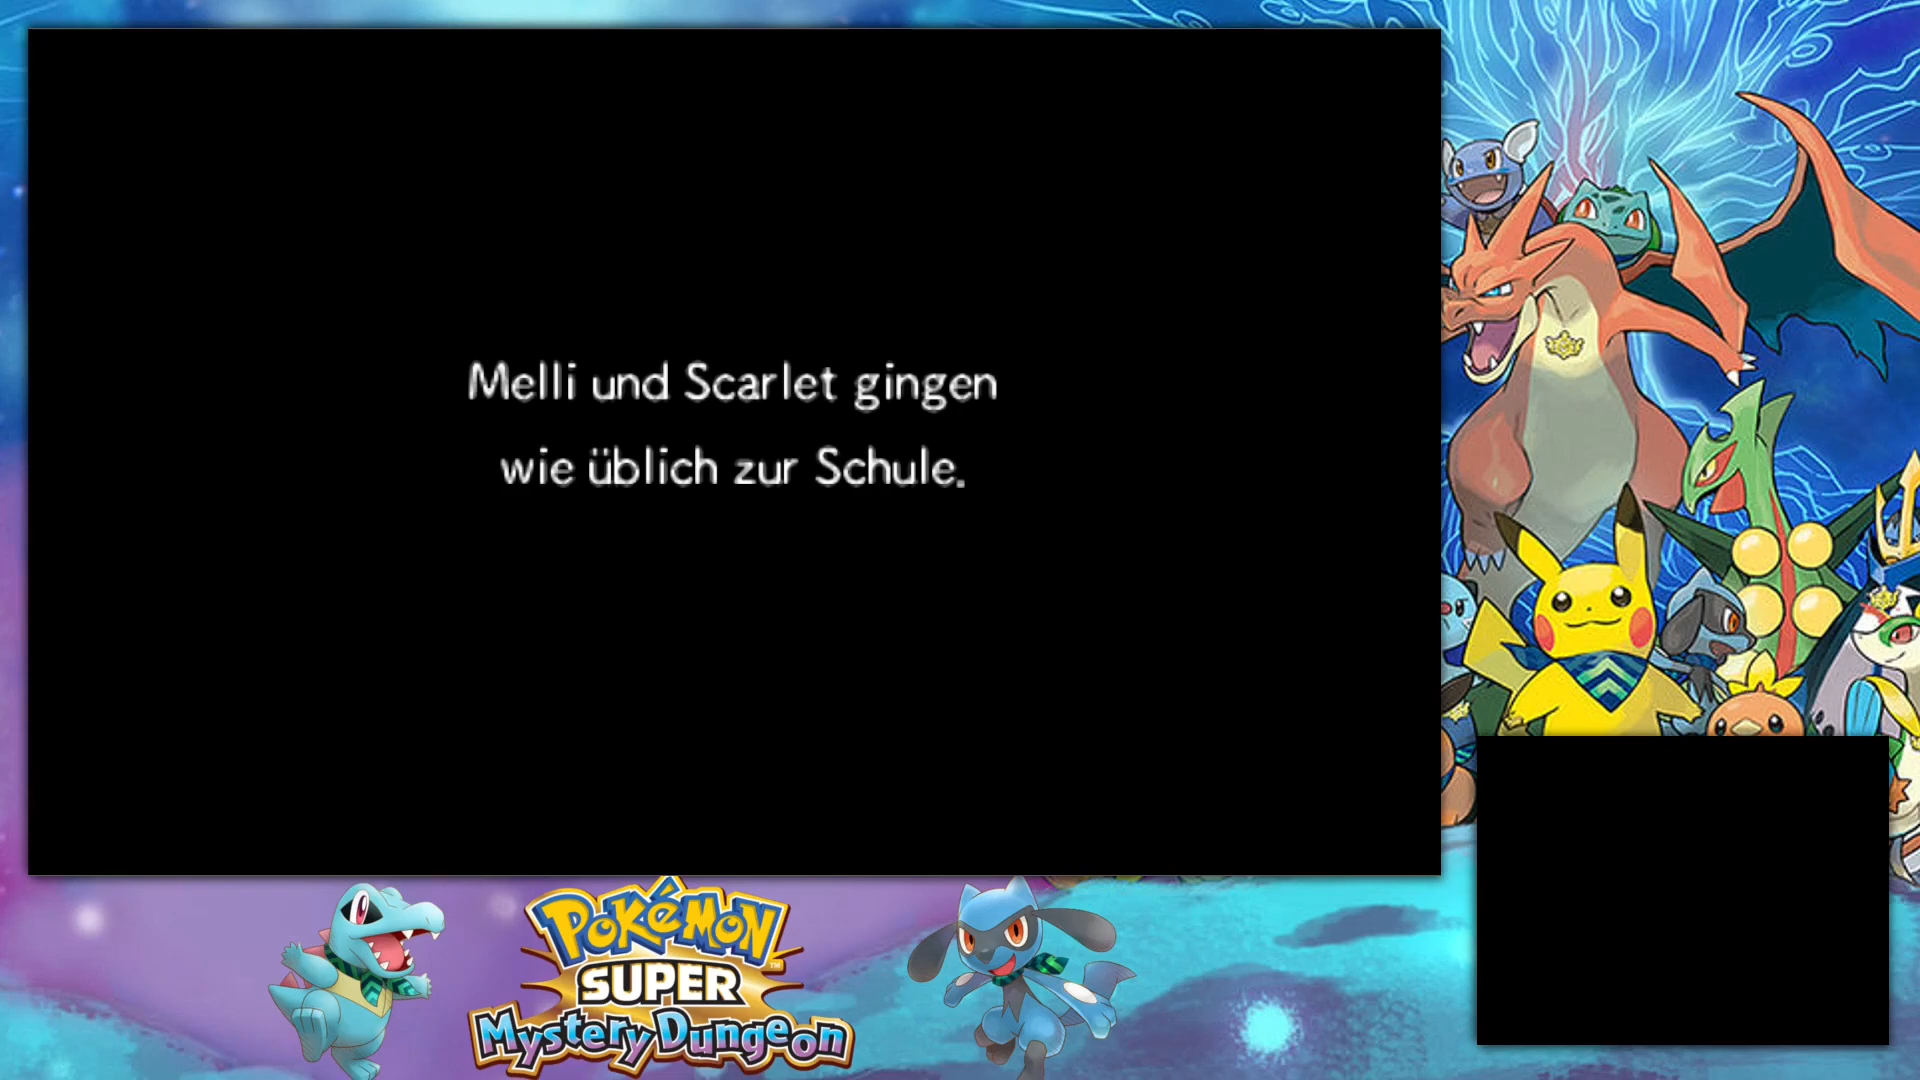 Melli und Scarlet gingen
wie üblich zur Schule.
POKÉMON
SUPER
Mystery Dungeon